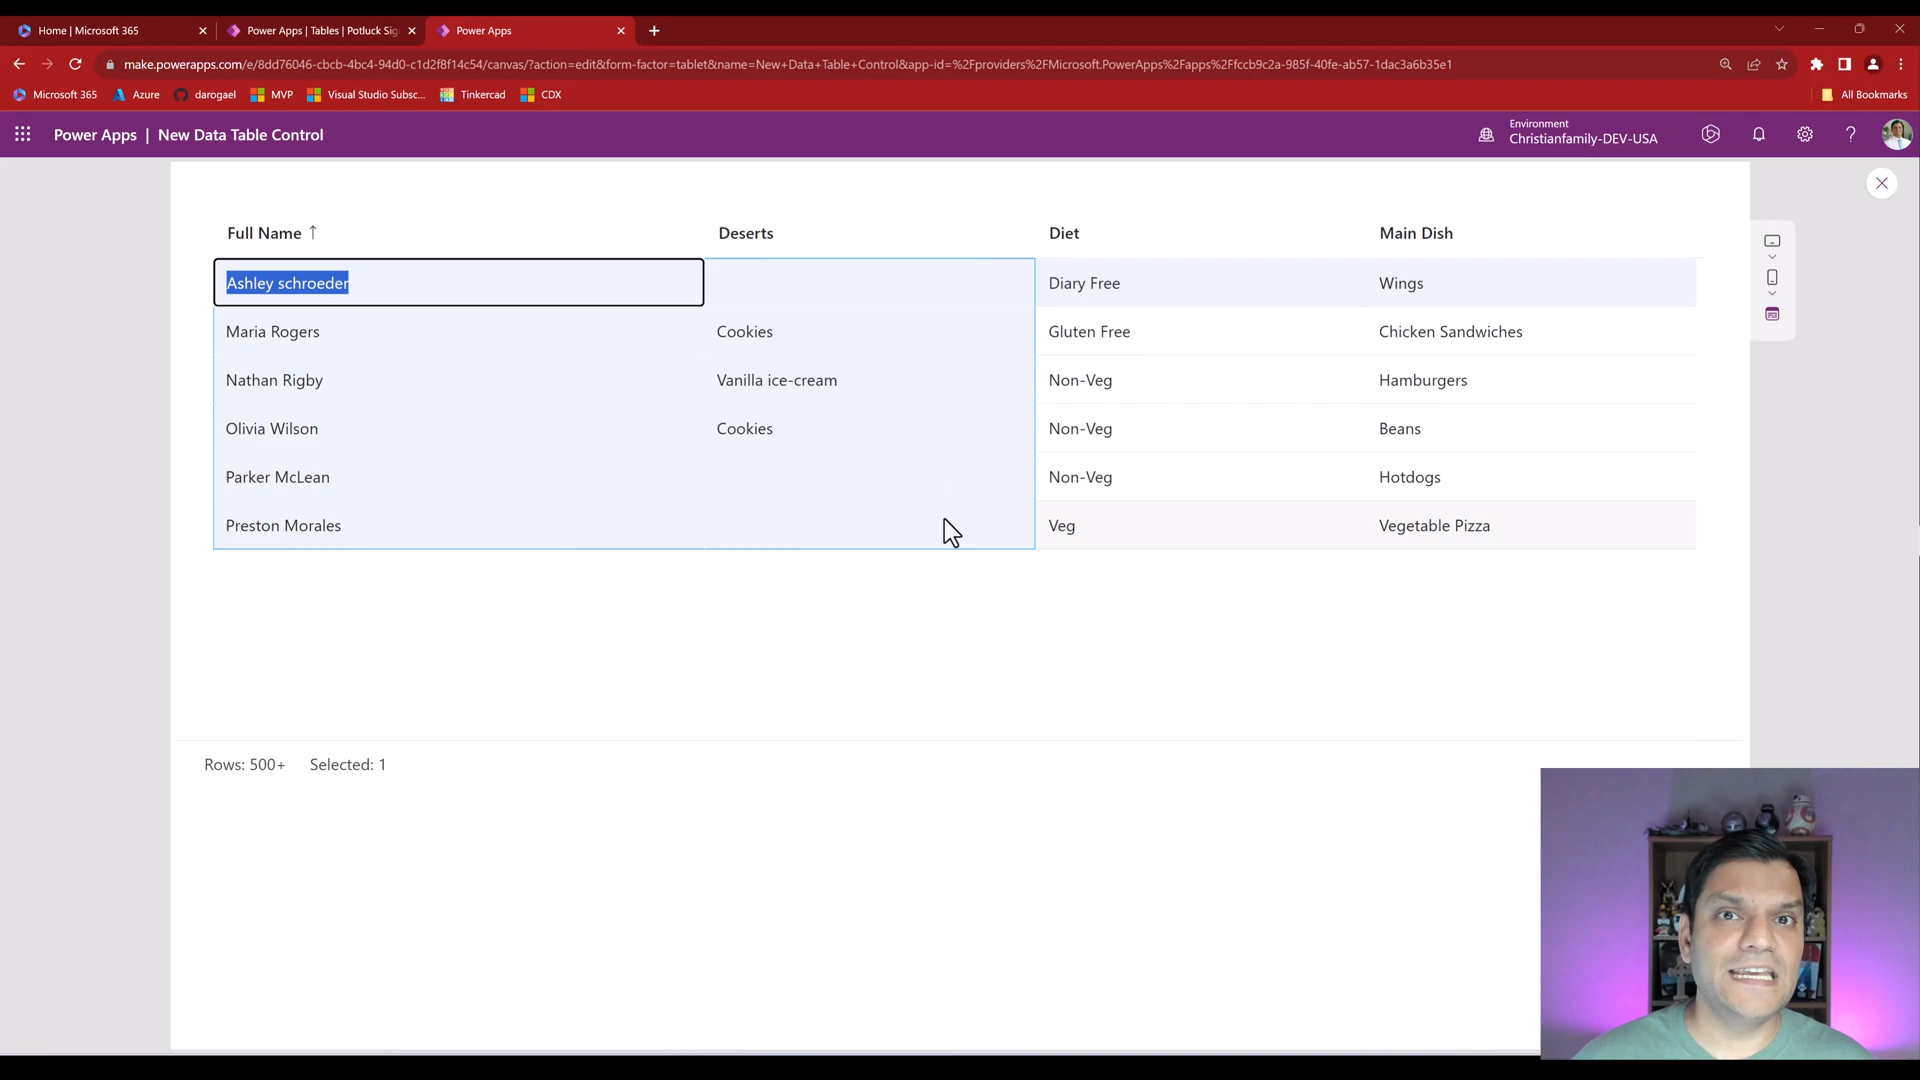 Home | Microsoft 365
Power Apps | Tables | Potluck Sig
Power Apps
make.powerapps.com/e/8dd76046-cbcb-4bc4-94d0-c1d2f8f14c54/canvas/?action=edit&form-factor=tablet&name=New+Data+Table+Control&app-id=%2Fproviders%2FMicrosoft.PowerApps%2Fapps%2Ffccb9c2a-985f-40fe-ab57-1dac3a6b35e1
Microsoft 365 Azure darogael MVP Visual Studio Subsc... Tinkercad CDX All Bookmarks
Power Apps | New Data Table Control
Environment
Christianfamily-DEV-USA
Full Name ↑ Deserts Diet Main Dish
Ashley schroeder Diary Free Wings
Maria Rogers Cookies Gluten Free Chicken Sandwiches
Nathan Rigby Vanilla ice-cream Non-Veg Hamburgers
Olivia Wilson Cookies Non-Veg Beans
Parker McLean Non-Veg Hotdogs
Preston Morales Veg Vegetable Pizza
Rows: 500+ Selected: 1